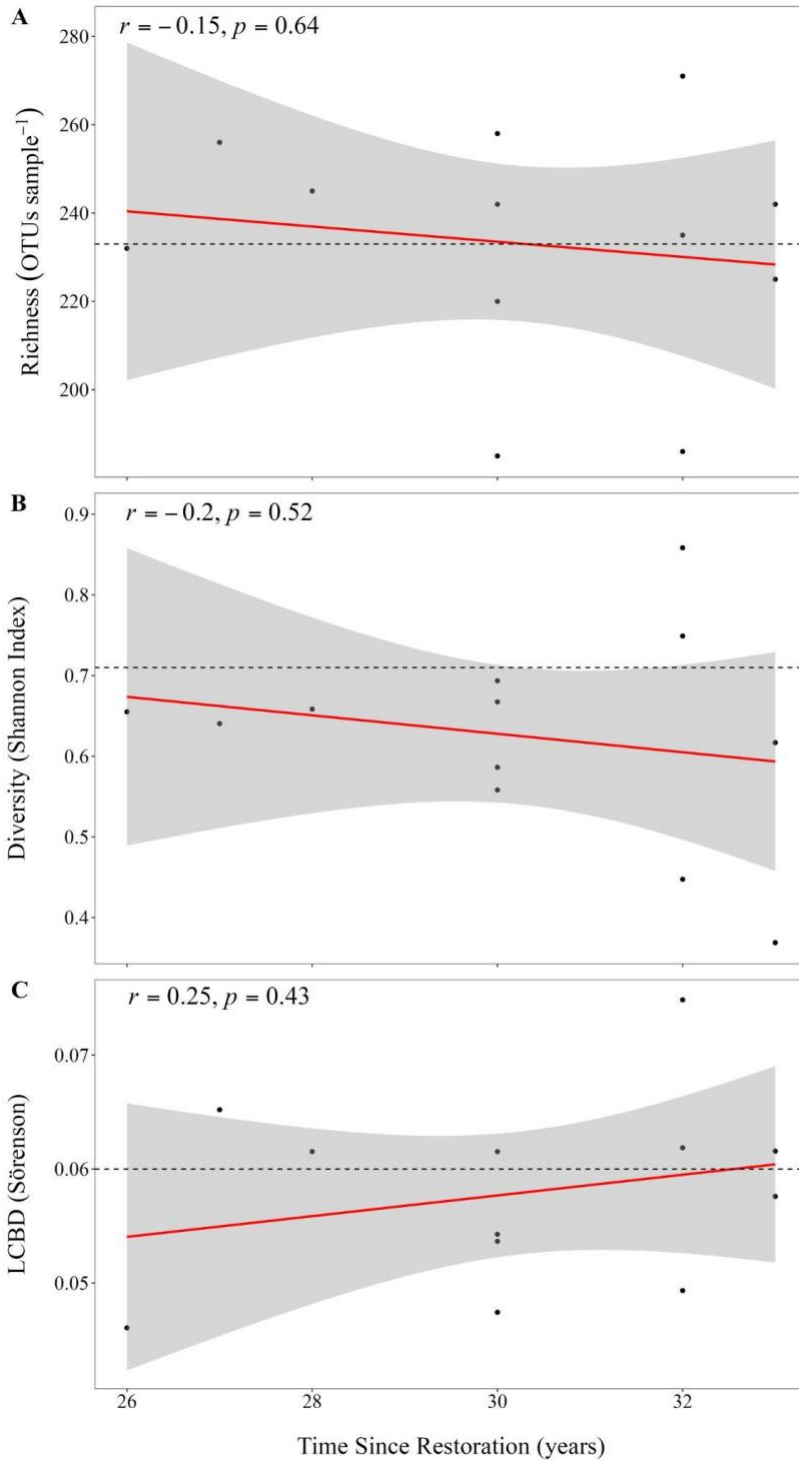 A
r = −0.15, p = 0.64
Richness (OTUs sample⁻¹)
280
260
240
220
200
B
r = −0.2, p = 0.52
Diversity (Shannon Index)
0.9
0.8
0.7
0.6
0.5
0.4
C
r = 0.25, p = 0.43
LCBD (Sörenson)
0.07
0.06
0.05
26 28 30 32
Time Since Restoration (years)